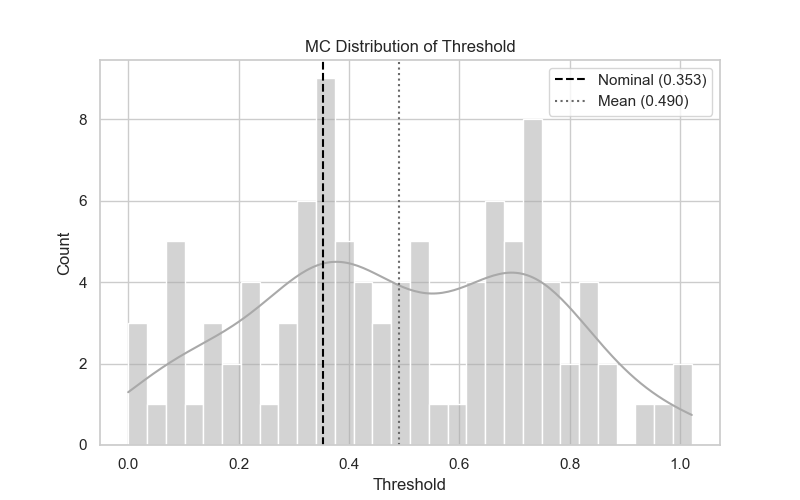 MC Distribution of Threshold
Nominal (0.353)
Mean (0.490)
Count
8
6
4
2
0
0.0 0.2 0.4 0.6 0.8 1.0
Threshold